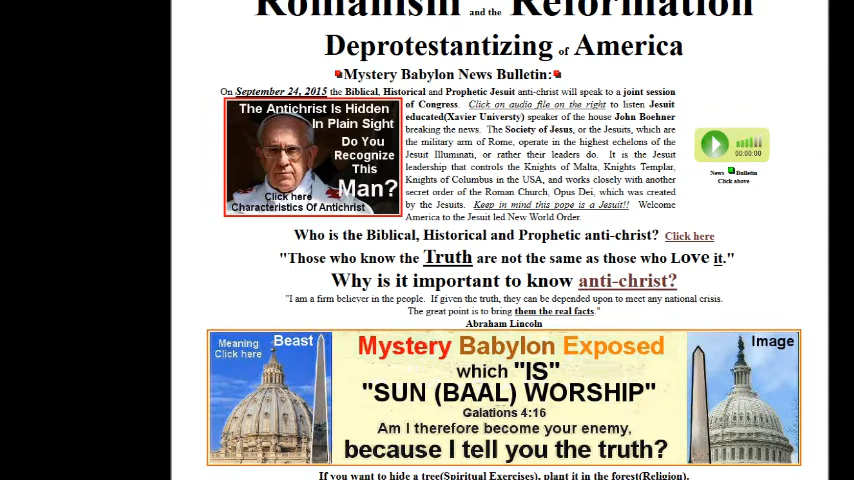 Romanism and the Reformation
Deprotestantizing of America
Mystery Babylon News Bulletin:
On September 24, 2015 the Biblical, Historical and Prophetic Jesuit anti-christ will speak to a joint session
of Congress. Click on audio file on the right to listen Jesuit
educated(Xavier Universty) speaker of the house John Boehner
breaking the news. The Society of Jesus, or the Jesuits, which are
the military arm of Rome, operate in the highest echelons of the
Jesuit Illuminati, or rather their leaders do. It is the Jesuit
leadership that controls the Knights of Malta, Knights Templar,
Knights of Columbus in the USA, and works closely with another
secret order of the Roman Church, Opus Dei, which was created
by the Jesuits. Keep in mind this pope is a Jesuit!! Welcome
America to the Jesuit led New World Order.
The Antichrist Is Hidden
In Plain Sight
Do You
Recognize
This
Man?
Click here
Characteristics Of Antichrist
00:00:00
News Bulletin
Click above
Who is the Biblical, Historical and Prophetic anti-christ? Click here
"Those who know the Truth are not the same as those who Love it."
Why is it important to know anti-christ?
"I am a firm believer in the people. If given the truth, they can be depended upon to meet any national crisis.
The great point is to bring them the real facts."
Abraham Lincoln
Meaning
Click here
Beast
Mystery Babylon Exposed
which "IS"
"SUN (BAAL) WORSHIP"
Galations 4:16
Am I therefore become your enemy,
because I tell you the truth?
Image
If you want to hide a tree(Spiritual Exercises), plant it in the forest(Religion).